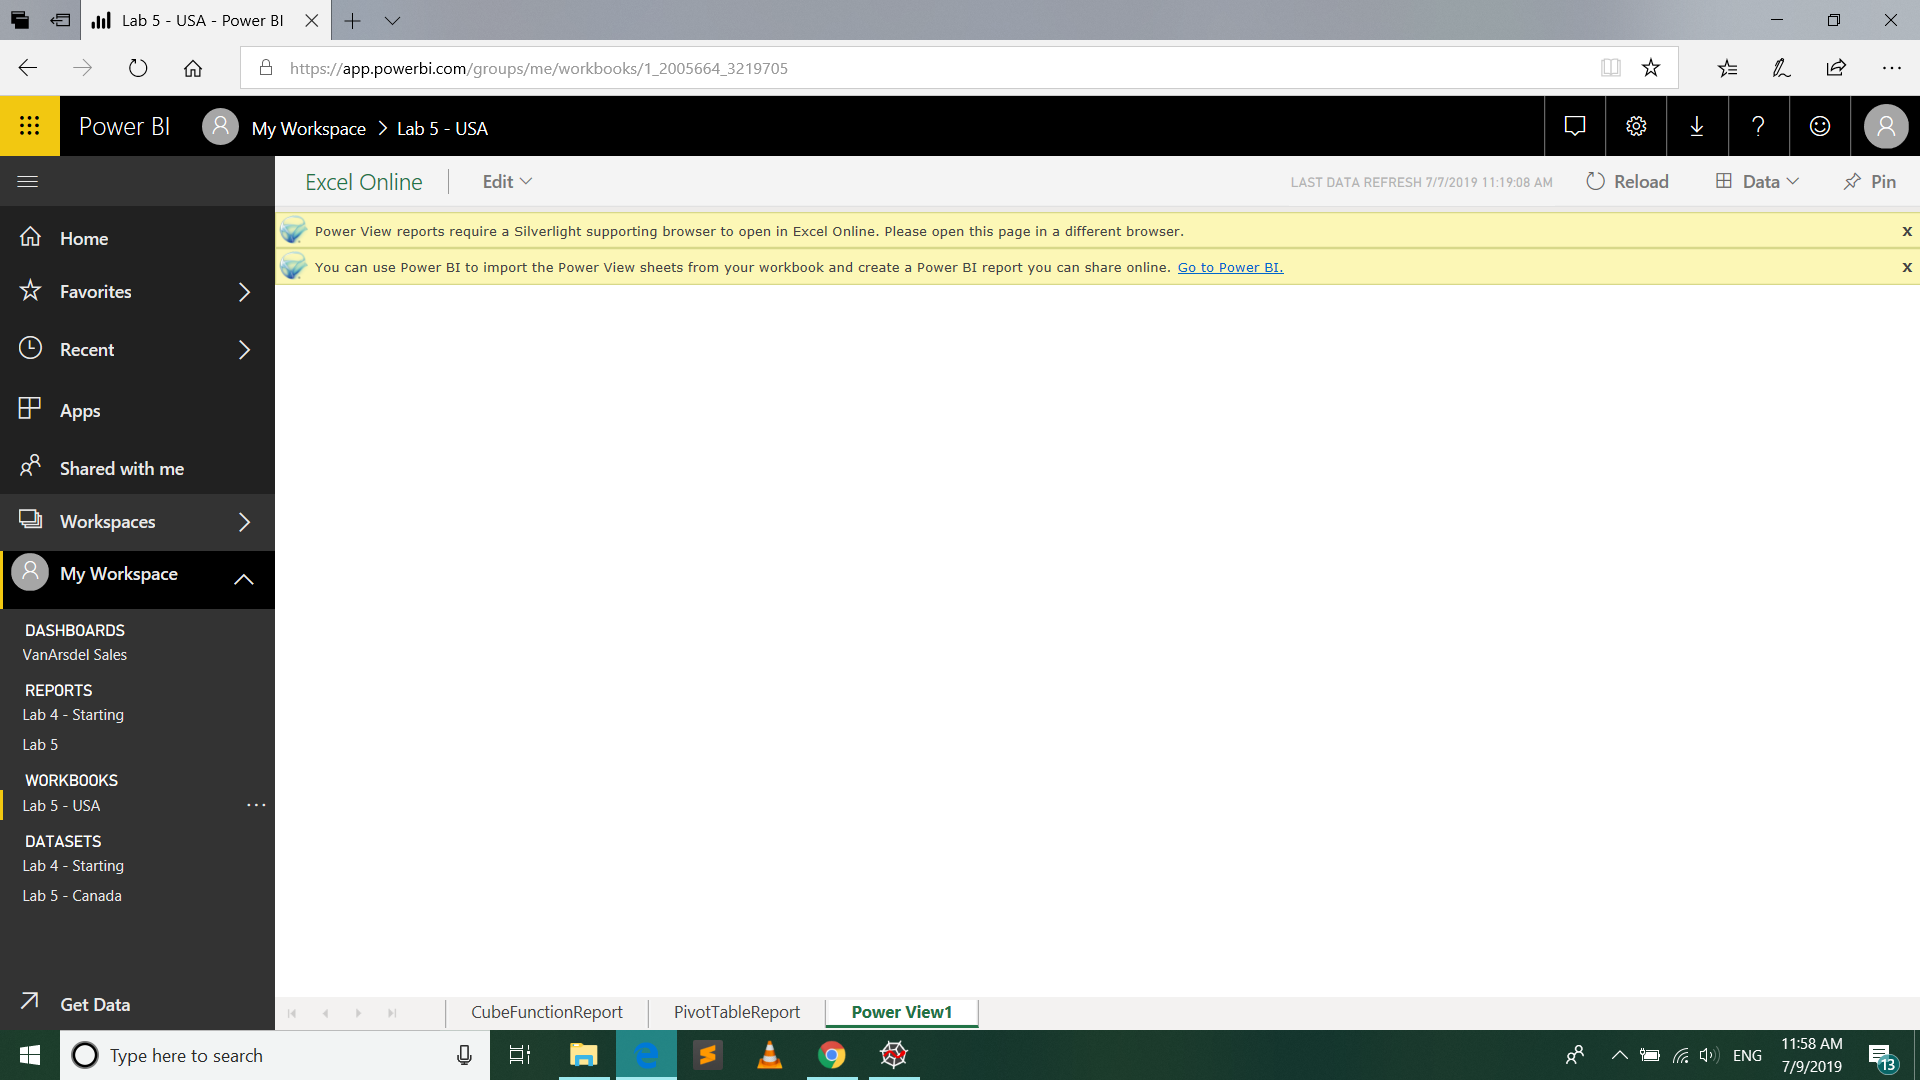 Lab 5 - USA - Power BI
https://app.powerbi.com/groups/me/workbooks/1_2005664_3219705
Power BI
My Workspace > Lab 5 - USA
Excel Online
Edit
LAST DATA REFRESH 7/7/2019 11:19:08 AM
Reload
Data
Pin
Power View reports require a Silverlight supporting browser to open in Excel Online. Please open this page in a different browser.
x
You can use Power BI to import the Power View sheets from your workbook and create a Power BI report you can share online. Go to Power BI.
x
Home
Favorites
Recent
Apps
Shared with me
Workspaces
My Workspace
DASHBOARDS
VanArsdel Sales
REPORTS
Lab 4 - Starting
Lab 5
WORKBOOKS
Lab 5 - USA
DATASETS
Lab 4 - Starting
Lab 5 - Canada
Get Data
CubeFunctionReport
PivotTableReport
Power View1
Type here to search
ENG
11:58 AM
7/9/2019
13